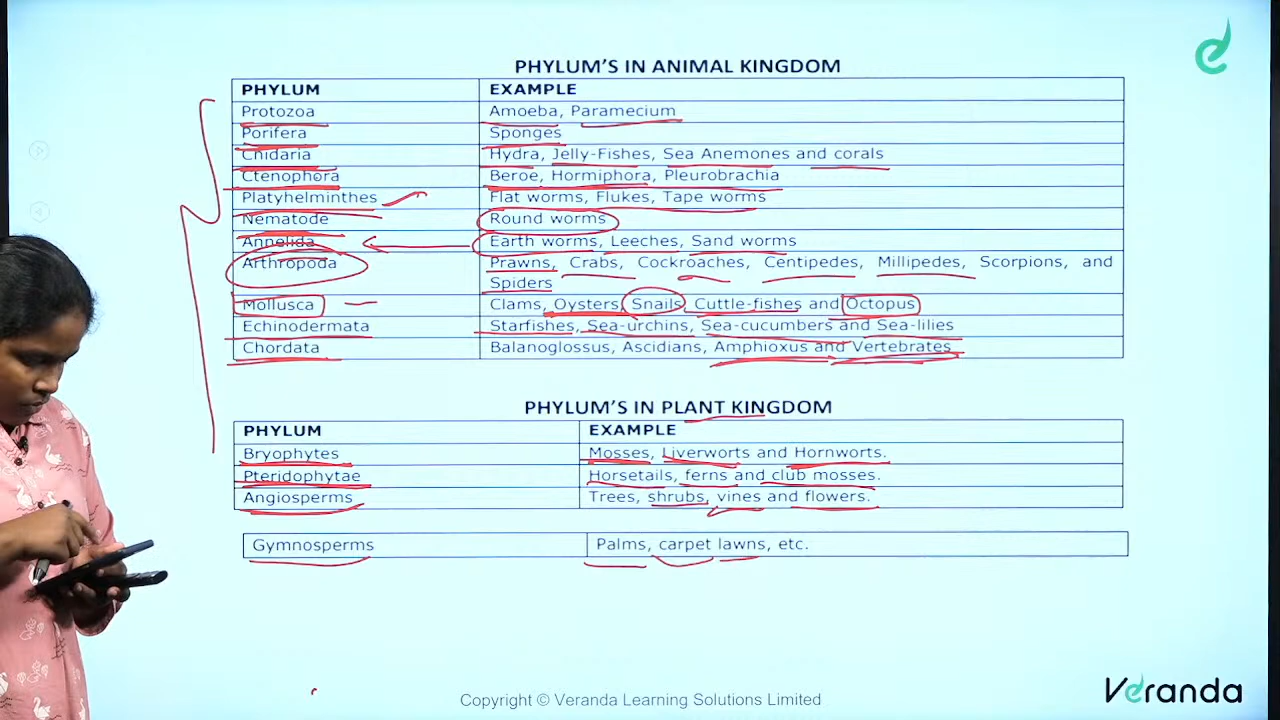 PHYLUM'S IN ANIMAL KINGDOM
PHYLUM EXAMPLE
Protozoa Amoeba, Paramecium
Porifera Sponges
Cnidaria Hydra, Jelly-Fishes, Sea Anemones and corals
Ctenophora Beroe, Hormiphora, Pleurobrachia
Platyhelminthes Flat worms, Flukes, Tape worms
Nematode Round worms
Annelida Earth worms, Leeches, Sand worms
Arthropoda Prawns, Crabs, Cockroaches, Centipedes, Millipedes, Scorpions, and
Spiders
Mollusca Clams, Oysters, Snails, Cuttle-fishes and Octopus
Echinodermata Starfishes, Sea-urchins, Sea-cucumbers and Sea-lilies
Chordata Balanoglossus, Ascidians, Amphioxus and Vertebrates
PHYLUM'S IN PLANT KINGDOM
PHYLUM EXAMPLE
Bryophytes Mosses, Liverworts and Hornworts.
Pteridophytae Horsetails, ferns and club mosses.
Angiosperms Trees, shrubs, vines and flowers.
Gymnosperms Palms, carpet lawns, etc.
Copyright © Veranda Learning Solutions Limited
Veranda